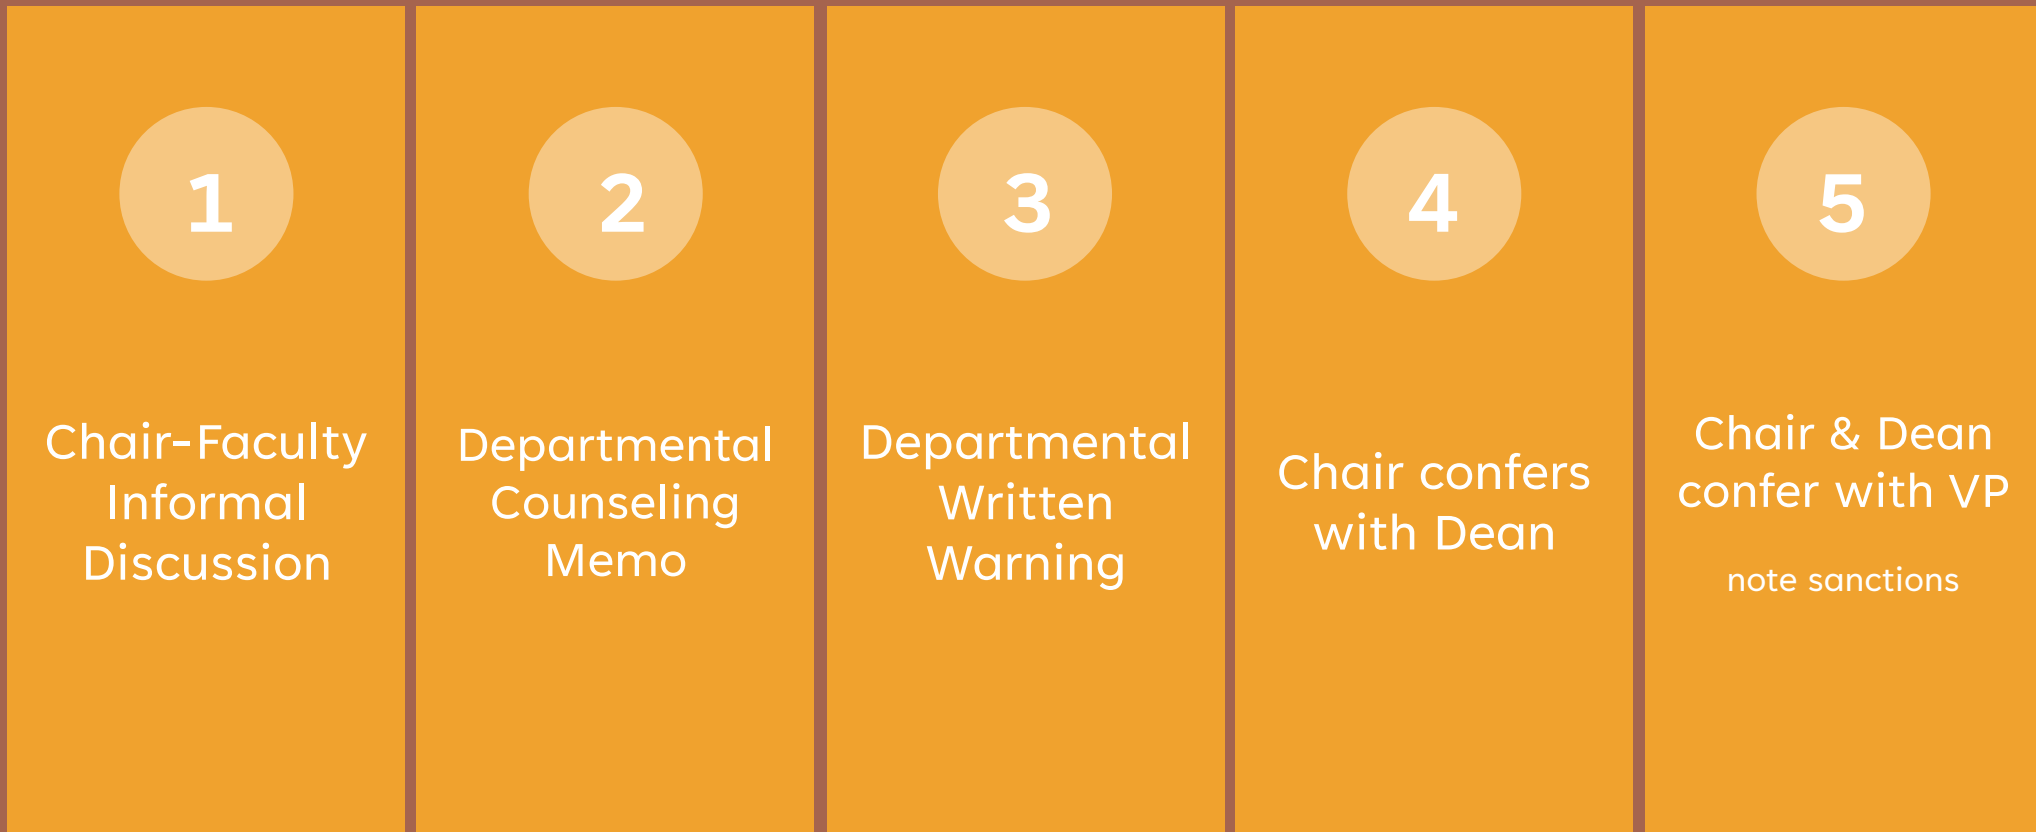 1
Chair-Faculty
Informal
Discussion
2
Departmental
Counseling
Memo
3
Departmental
Written
Warning
4
Chair confers
with Dean
5
Chair & Dean
confer with VP
note sanctions